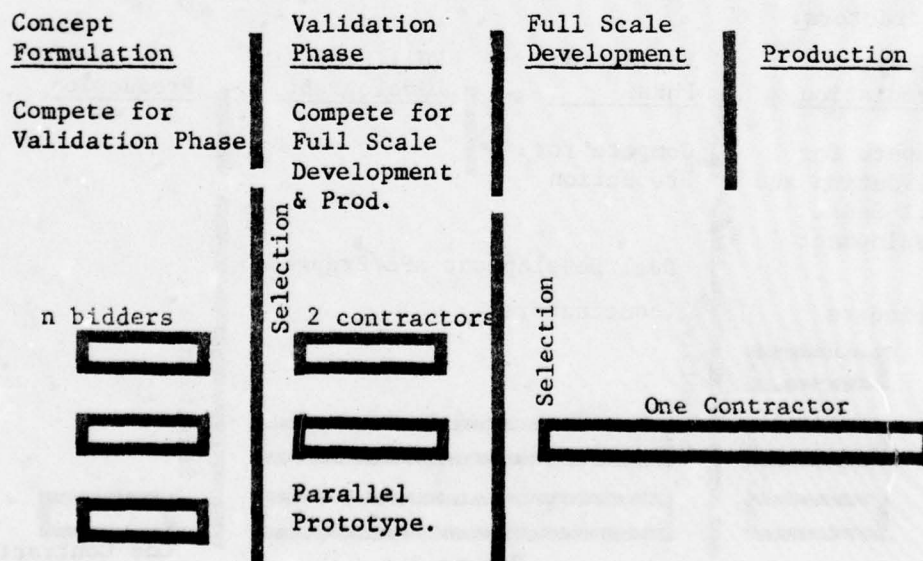 Concept
Formulation
Compete for
Validation Phase
n bidders
Selection
Validation
Phase
Compete for
Full Scale
Development
& Prod.
2 contractors
Parallel
Prototype.
Full Scale
Development
Selection
Production
One Contractor